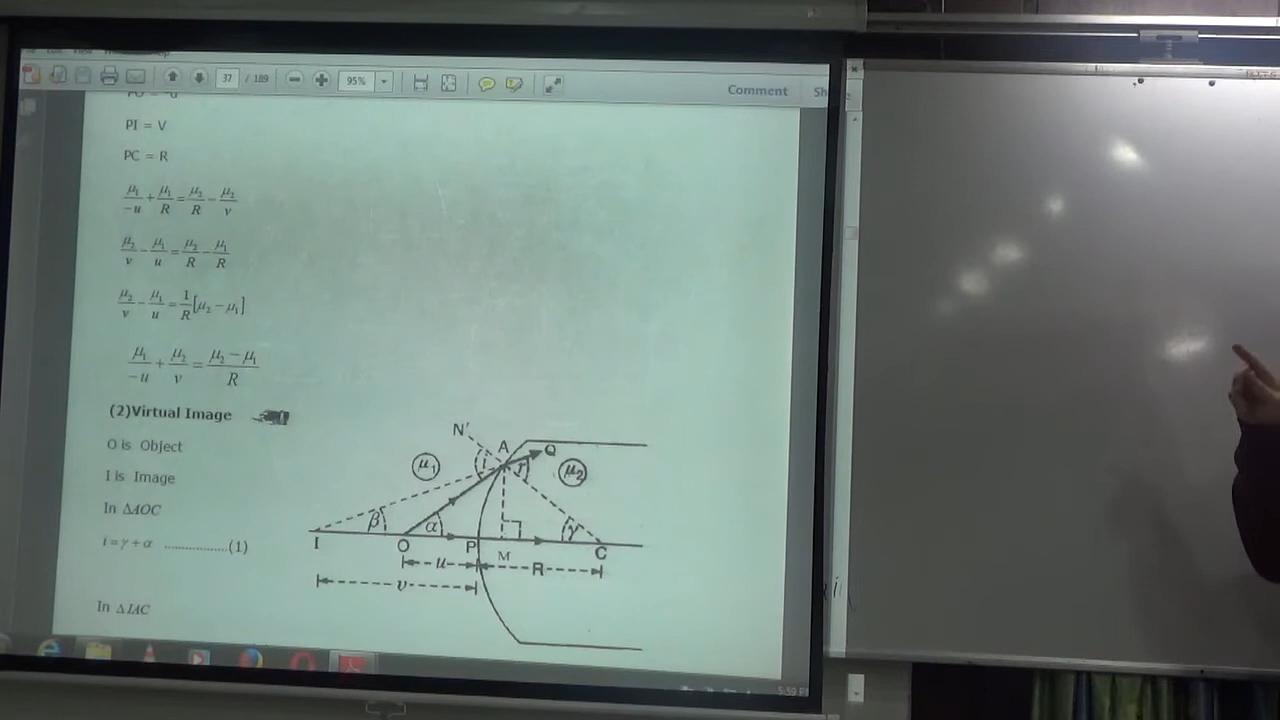 37 / 189
95%
Comment
PI = V
PC = R
μ₁/-u + μ₁/R = μ₂/R - μ₂/v
μ₂/v - μ₁/u = μ₂/R - μ₁/R
μ₂/v - μ₁/u = 1/R [μ₂ - μ₁]
μ₁/-u + μ₂/v = μ₂ - μ₁/R
(2)Virtual Image
O is Object
I is Image
In ΔAOC
i = γ + α ..................(1)
In ΔIAC
N'
A
Q
μ₁
i
r
μ₂
β
α
γ
I
O
P
M
C
u
R
υ